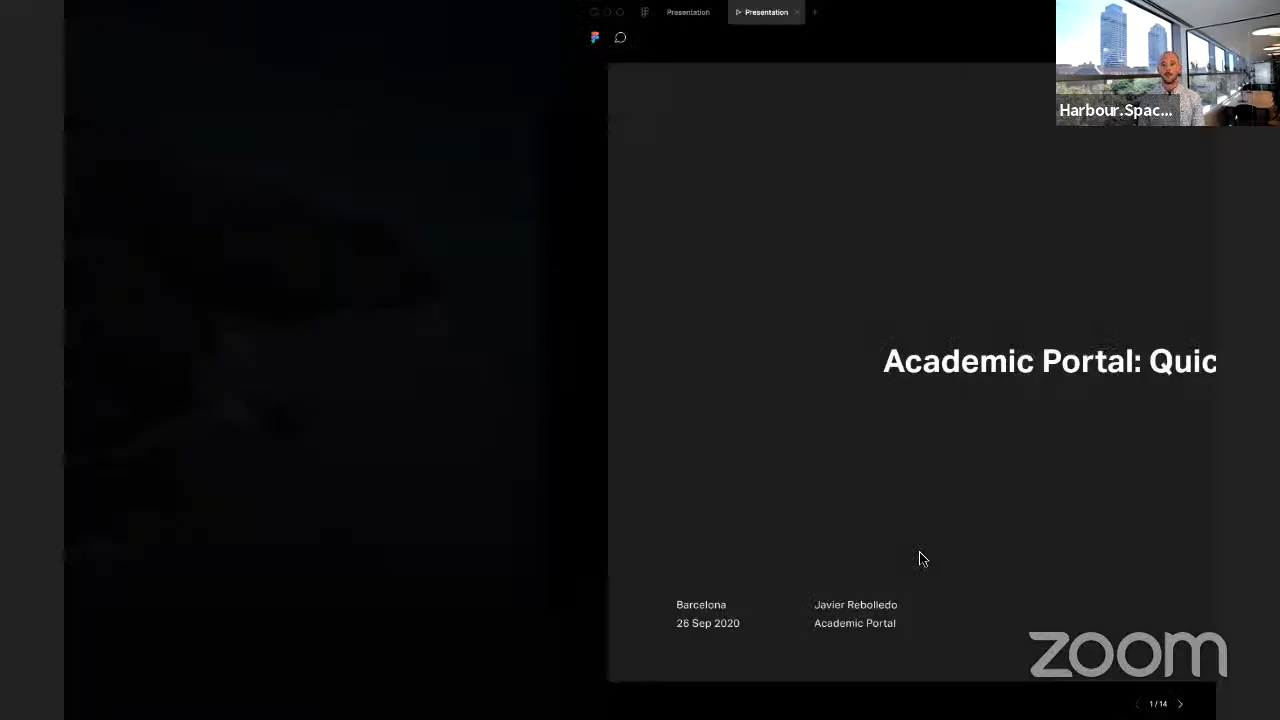 Presentation
Presentation
Harbour.Spac...
Academic Portal: Quic
Barcelona
Javier Rebolledo
26 Sep 2020
Academic Portal
zoom
1 / 14